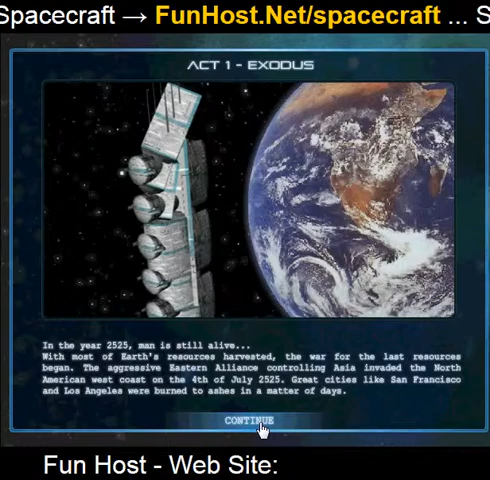 Spacecraft → FunHost.Net/spacecraft ... S
ACT 1 - EXODUS
In the year 2525, man is still alive...
With most of Earth's resources harvested, the war for the last resources
began. The aggressive Eastern Alliance controlling Asia invaded the North
American west coast on the 4th of July 2525. Great cities like San Francisco
and Los Angeles were burned to ashes in a matter of days.
CONTINUE
Fun Host - Web Site: